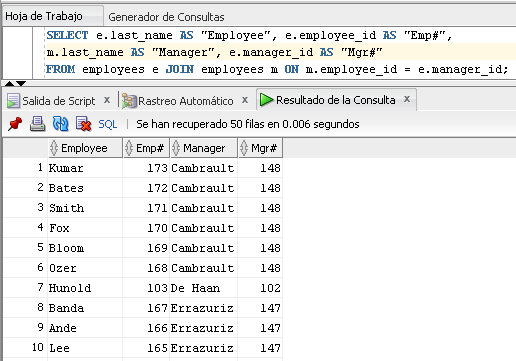 Hoja de Trabajo Generador de Consultas
SELECT e.last_name AS "Employee", e.employee_id AS "Emp#",
m.last_name AS "Manager", e.manager_id AS "Mgr#"
FROM employees e JOIN employees m ON m.employee_id = e.manager_id;
Salida de Script x Rastreo Automático x Resultado de la Consulta x
SQL | Se han recuperado 50 filas en 0.006 segundos
Employee Emp# Manager Mgr#
1 Kumar 173 Cambrault 148
2 Bates 172 Cambrault 148
3 Smith 171 Cambrault 148
4 Fox 170 Cambrault 148
5 Bloom 169 Cambrault 148
6 Ozer 168 Cambrault 148
7 Hunold 103 De Haan 102
8 Banda 167 Errazuriz 147
9 Ande 166 Errazuriz 147
10 Lee 165 Errazuriz 147